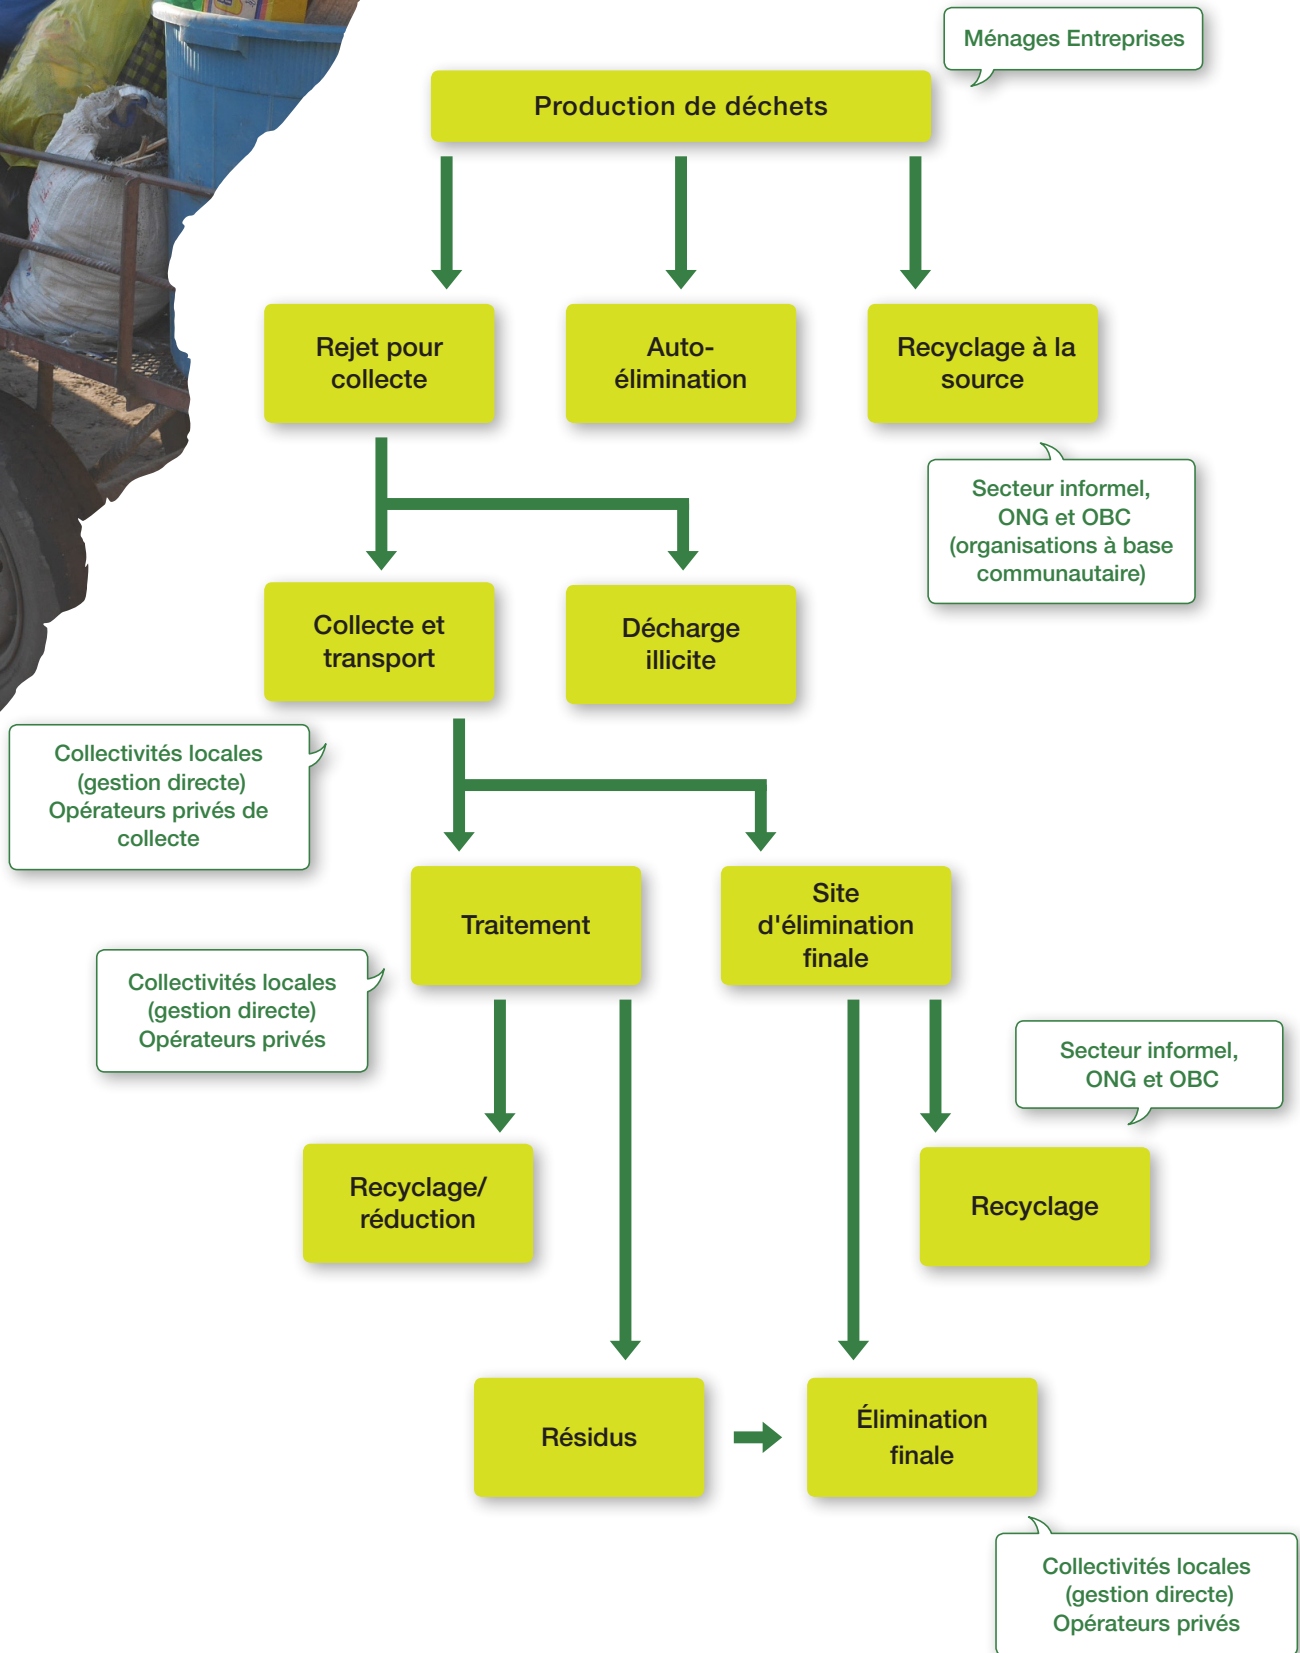 Ménages Entreprises
Production de déchets
Rejet pour
collecte
Auto-
élimination
Recyclage à la
source
Secteur informel,
ONG et OBC
(organisations à base
communautaire)
Collecte et
transport
Décharge
illicite
Collectivités locales
(gestion directe)
Opérateurs privés de
collecte
Traitement
Site
d'élimination
finale
Collectivités locales
(gestion directe)
Opérateurs privés
Secteur informel,
ONG et OBC
Recyclage/
réduction
Recyclage
Résidus
Élimination
finale
Collectivités locales
(gestion directe)
Opérateurs privés